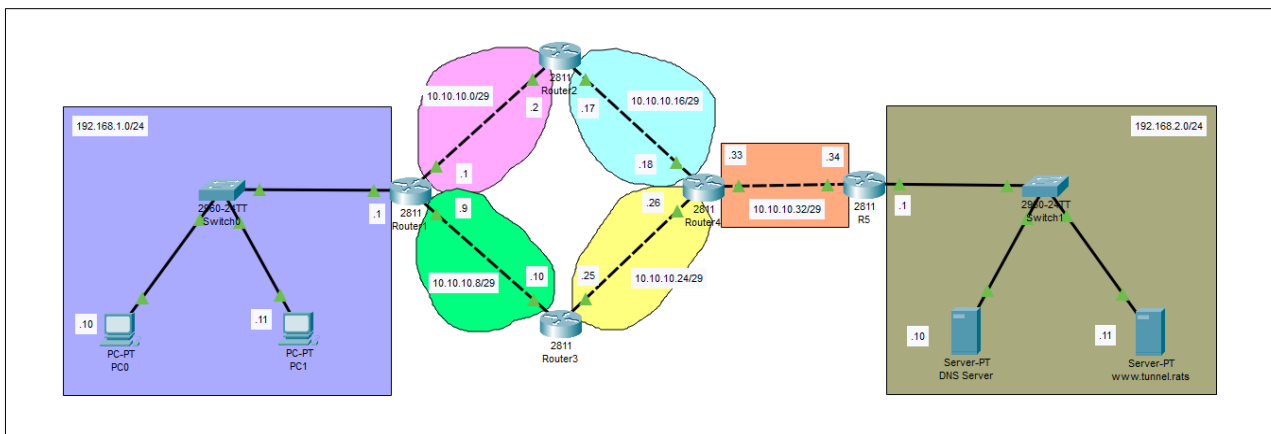 2811
Router2
10.10.10.0/29
.2
.17
10.10.10.16/29
192.168.1.0/24
192.168.2.0/24
.1
.18
.33
.34
2960-24TT
Switch0
.1
2811
Router1
.9
.26
2811
Router4
10.10.10.32/29
2811
R5
.1
2960-24TT
Switch1
10.10.10.8/29
.10
.25
10.10.10.24/29
.10
.11
2811
Router3
.10
.11
PC-PT
PC0
PC-PT
PC1
Server-PT
DNS Server
Server-PT
www.tunnel.rats